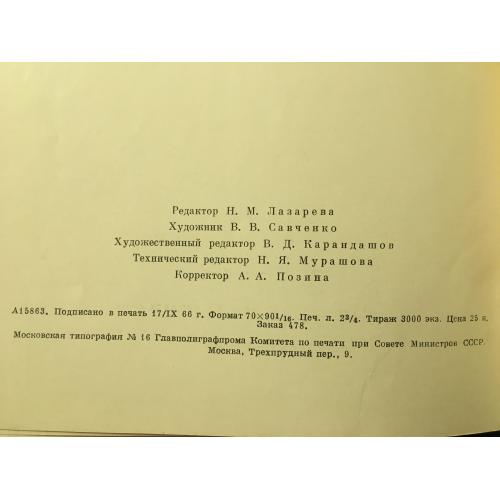 Редактор Н. М. Лазарева
Художник В. В. Савченко
Художественный редактор В. Д. Карандашов
Технический редактор Н. Я. Мурашова
Корректор А. А. Позина
А15863. Подписано в печать 17/IX 66 г. Формат 70×90¹/₁₆. Печ. л. 2³/₄. Тираж 3000 экз. Цена 25 к.
Заказ 478.
Московская типография № 16 Главполиграфпрома Комитета по печати при Совете Министров СССР.
Москва, Трехпрудный пер., 9.